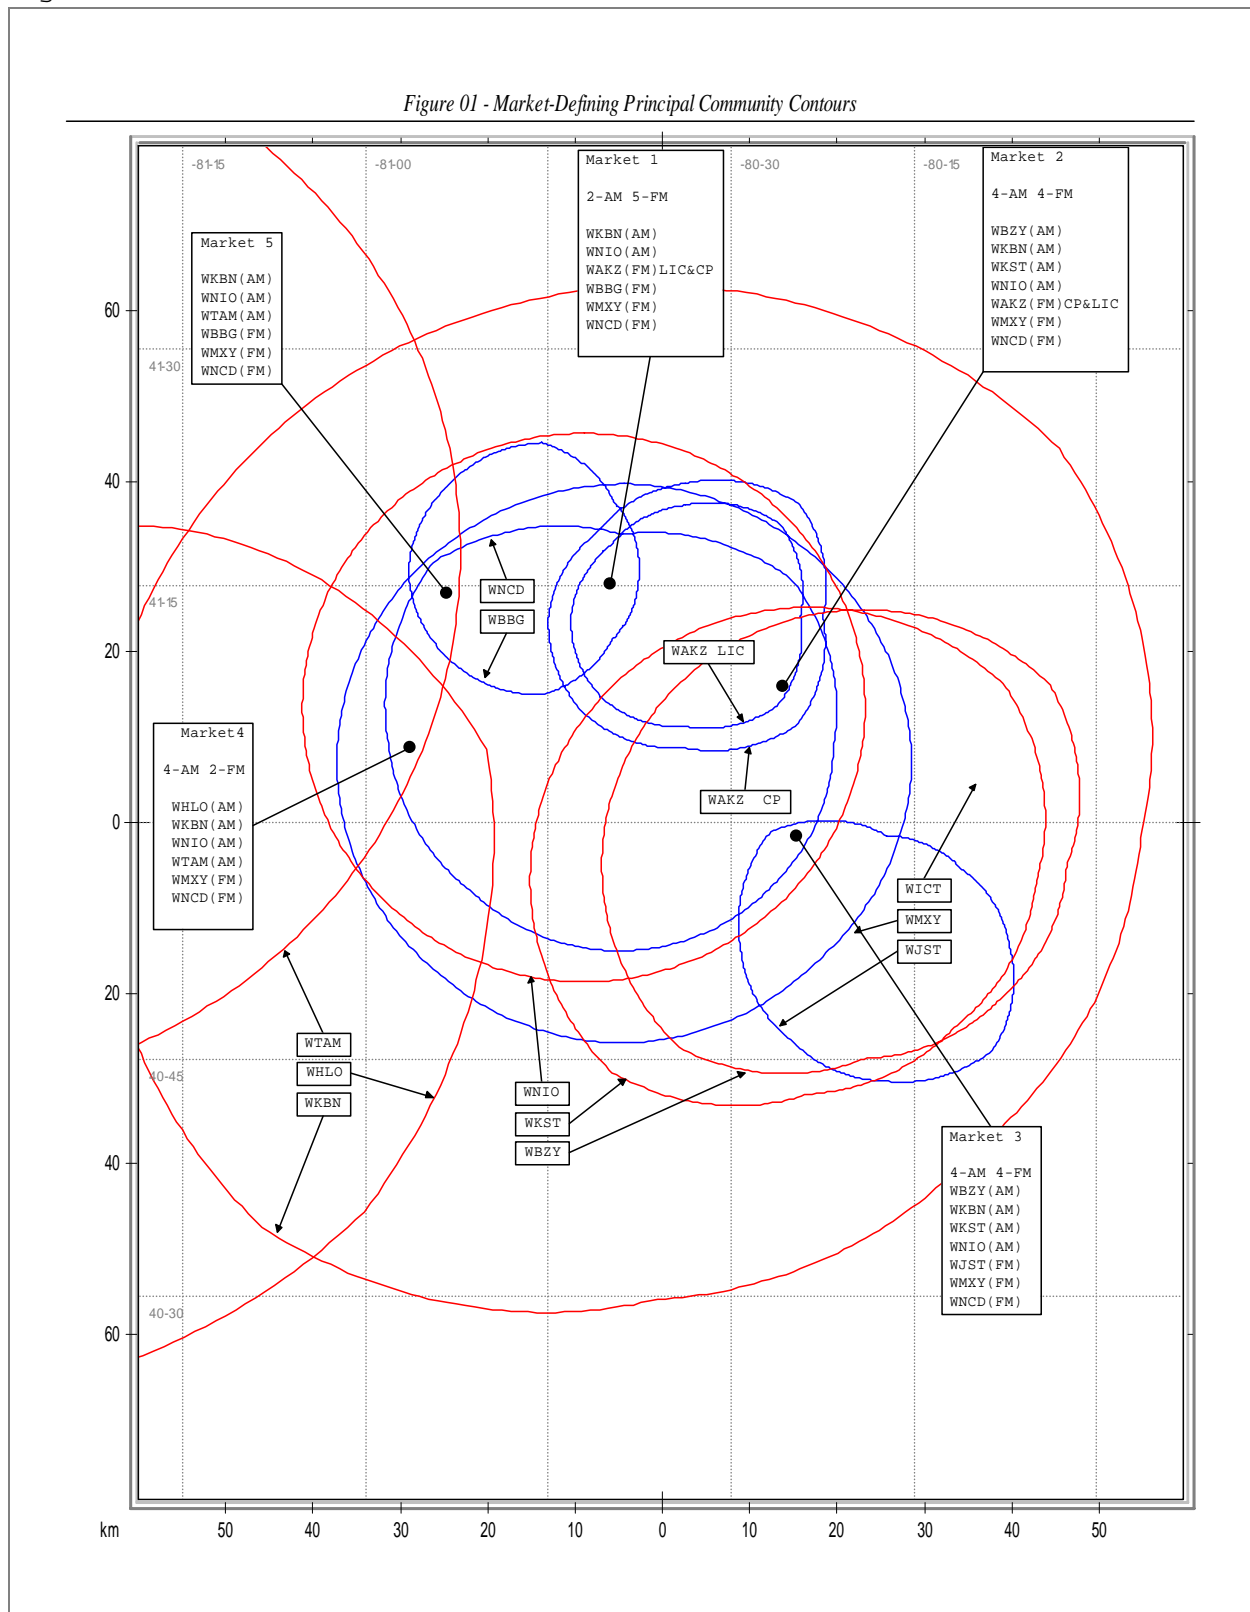 Figure 01 - Market-Defining Principal Community Contours
-81-15
-81-00
-80-30
-80-15
Market 1
2-AM 5-FM
WKBN(AM)
WNIO(AM)
WAKZ(FM)LIC&CP
WBBG(FM)
WMXY(FM)
WNCD(FM)
Market 2
4-AM 4-FM
WBZY(AM)
WKBN(AM)
WKST(AM)
WNIO(AM)
WAKZ(FM)CP&LIC
WMXY(FM)
WNCD(FM)
Market 5
WKBN(AM)
WNIO(AM)
WTAM(AM)
WBBG(FM)
WMXY(FM)
WNCD(FM)
60
41-30
40
WNCD
41-15
WBBG
20
WAKZ LIC
Market4
4-AM 2-FM
WHLO(AM)
WKBN(AM)
WNIO(AM)
WTAM(AM)
WMXY(FM)
WNCD(FM)
WAKZ CP
0
WICT
WMXY
WJST
20
WTAM
WHLO
WKBN
40-45
WNIO
WKST
WBZY
40
Market 3
4-AM 4-FM
WBZY(AM)
WKBN(AM)
WKST(AM)
WNIO(AM)
WJST(FM)
WMXY(FM)
WNCD(FM)
40-30
60
km 50 40 30 20 10 0 10 20 30 40 50